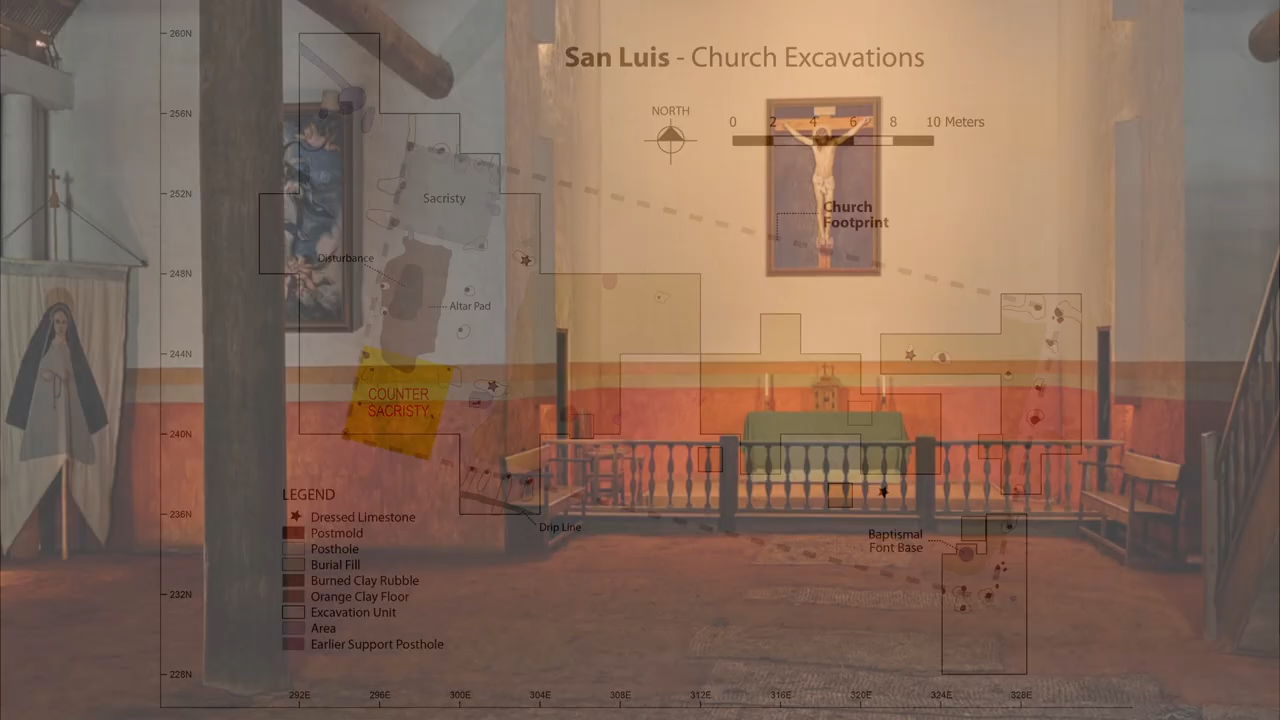 San Luis - Church Excavations
NORTH
0 2 4 6 8 10 Meters
260N
256N
252N
248N
244N
240N
236N
232N
228N
Sacristy
Church
Footprint
Disturbance
Altar Pad
COUNTER
SACRISTY
Drip Line
Baptismal
Font Base
LEGEND
Dressed Limestone
Postmold
Posthole
Burial Fill
Burned Clay Rubble
Orange Clay Floor
Excavation Unit
Area
Earlier Support Posthole
292E 296E 300E 304E 308E 312E 316E 320E 324E 328E